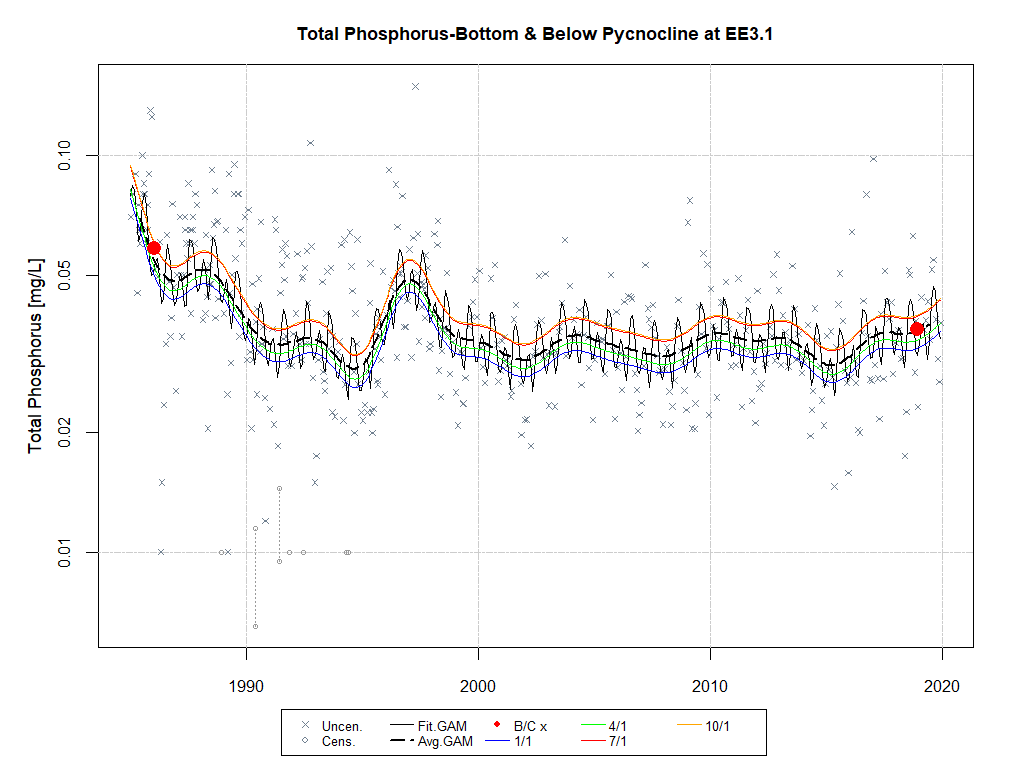 Total Phosphorus-Bottom & Below Pycnocline at EE3.1
Total Phosphorus [mg/L]
0.10
0.05
0.02
0.01
1990 2000 2010 2020
Uncen. Fit.GAM B/C x 4/1 10/1
Cens. Avg.GAM 1/1 7/1